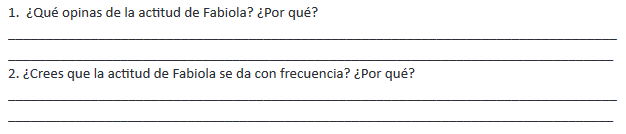 1. ¿Qué opinas de la actitud de Fabiola? ¿Por qué?
2. ¿Crees que la actitud de Fabiola se da con frecuencia? ¿Por qué?